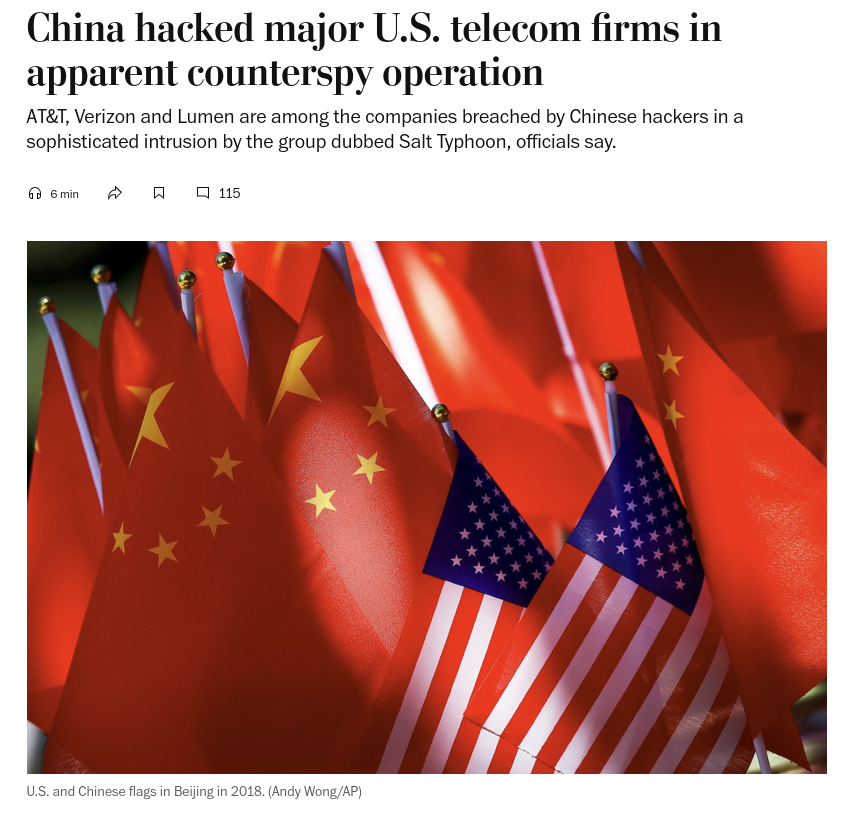 China hacked major U.S. telecom firms in
apparent counterspy operation
AT&T, Verizon and Lumen are among the companies breached by Chinese hackers in a
sophisticated intrusion by the group dubbed Salt Typhoon, officials say.
6 min
115
U.S. and Chinese flags in Beijing in 2018. (Andy Wong/AP)